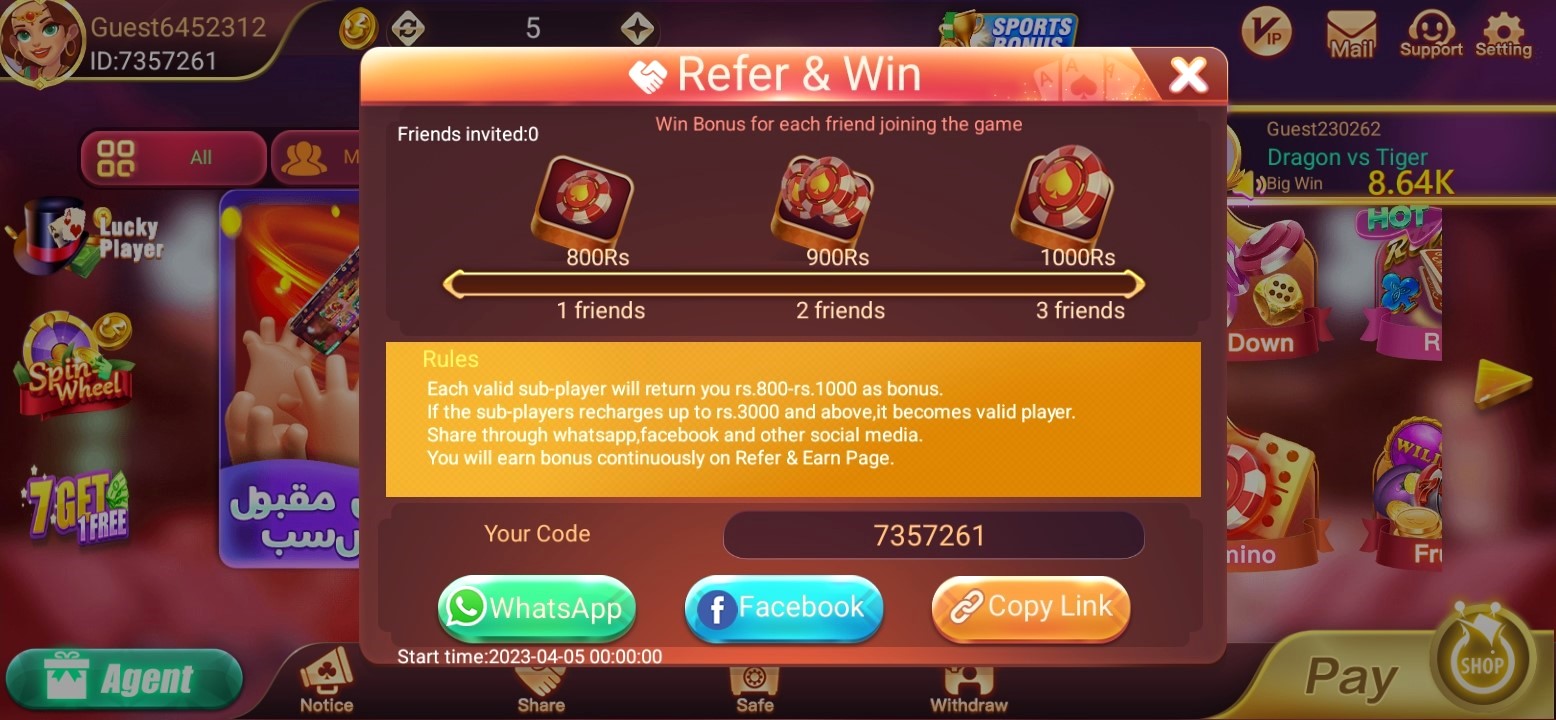 Guest6452312
ID:7357261
5
SPORTS
BONUS
VIP
Mail
Support
Setting
Refer & Win
Friends invited:0
Win Bonus for each friend joining the game
800Rs
900Rs
1000Rs
1 friends
2 friends
3 friends
Rules
Each valid sub-player will return you rs.800-rs.1000 as bonus.
If the sub-players recharges up to rs.3000 and above,it becomes valid player.
Share through whatsapp,facebook and other social media.
You will earn bonus continuously on Refer & Earn Page.
Your Code
7357261
WhatsApp
Facebook
Copy Link
Start time:2023-04-05 00:00:00
All
M
Lucky
Player
Spin
Wheel
7 GET
1 FREE
مقبول
Guest230262
Dragon vs Tiger
Big Win
8.64K
HOT
Down
R
WILD
mino
Fru
Agent
Notice
Share
Safe
Withdraw
Pay
SHOP